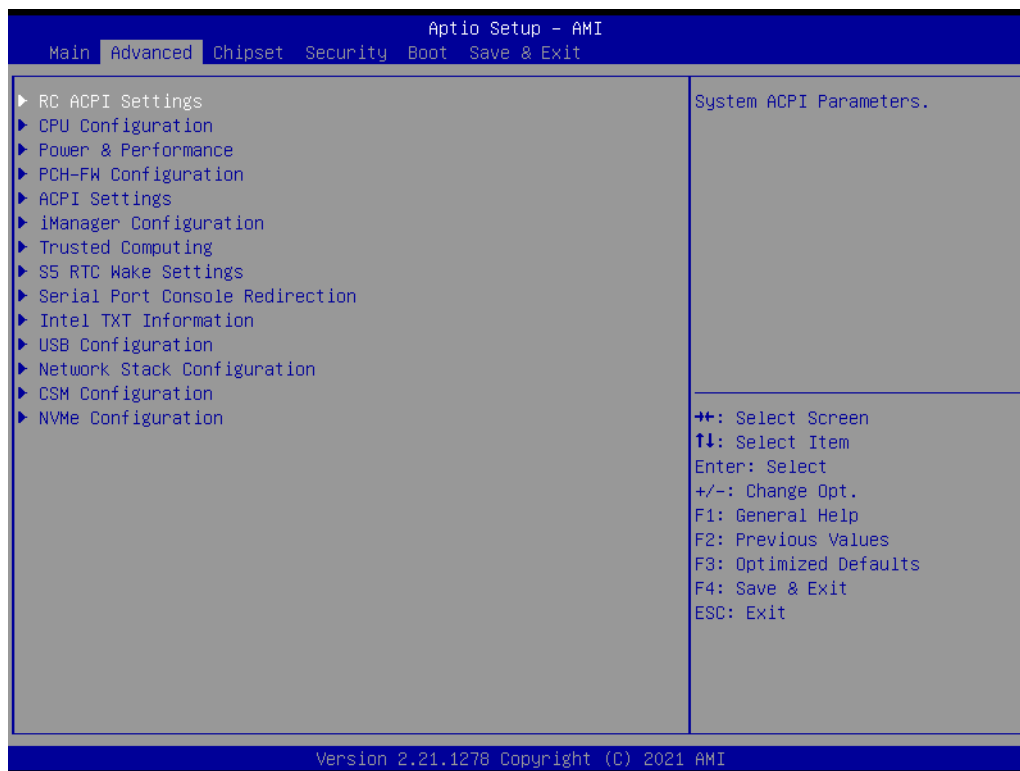 Aptio Setup – AMI
Main Advanced Chipset Security Boot Save & Exit
▶ RC ACPI Settings
▶ CPU Configuration
▶ Power & Performance
▶ PCH-FW Configuration
▶ ACPI Settings
▶ iManager Configuration
▶ Trusted Computing
▶ S5 RTC Wake Settings
▶ Serial Port Console Redirection
▶ Intel TXT Information
▶ USB Configuration
▶ Network Stack Configuration
▶ CSM Configuration
▶ NVMe Configuration
System ACPI Parameters.
→←: Select Screen
↑↓: Select Item
Enter: Select
+/-: Change Opt.
F1: General Help
F2: Previous Values
F3: Optimized Defaults
F4: Save & Exit
ESC: Exit
Version 2.21.1278 Copyright (C) 2021 AMI